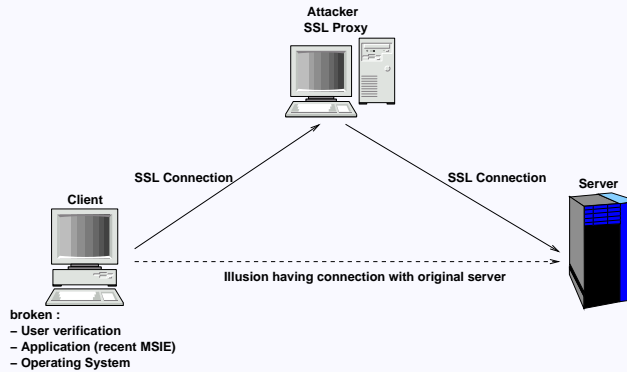 Attacker
SSL Proxy
SSL Connection
SSL Connection
Client
Server
Illusion having connection with original server
broken :
– User verification
– Application (recent MSIE)
– Operating System